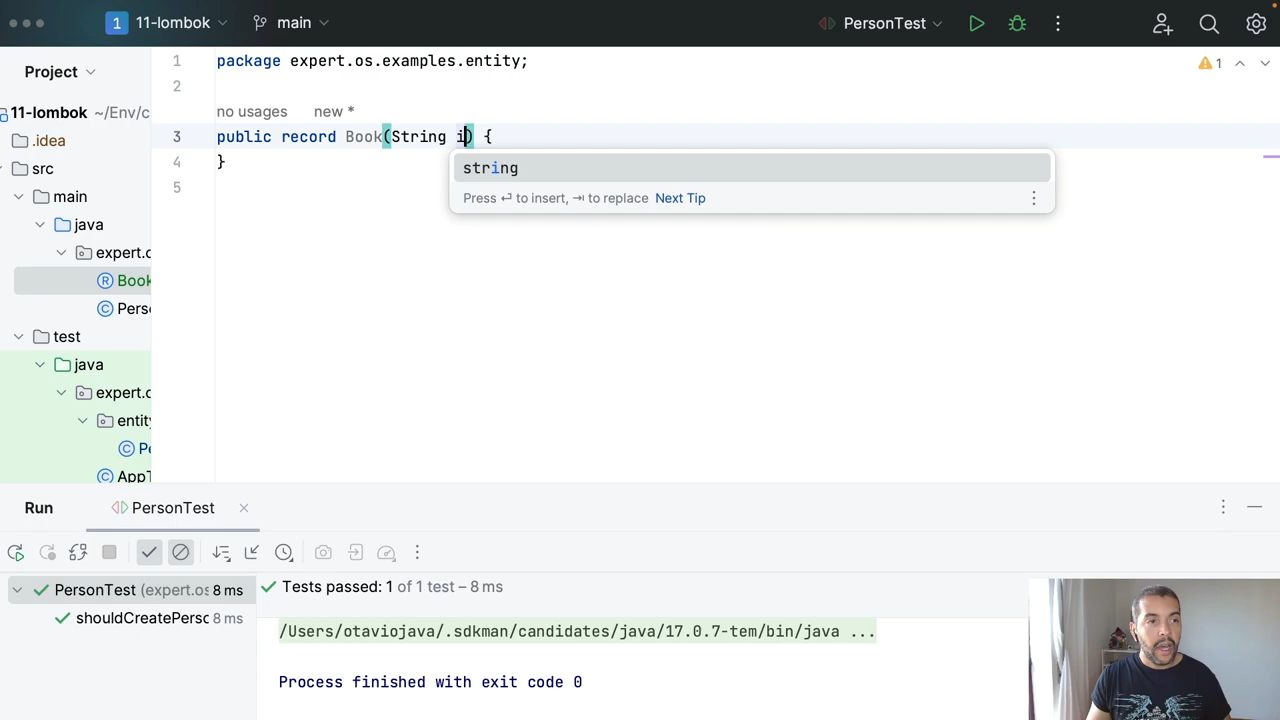 1 11-lombok main PersonTest
Project
11-lombok ~/Env/c
.idea
src
main
java
expert.c
Book
Perso
test
java
expert.c
entity
Pe
AppT
1 package expert.os.examples.entity;
2
no usages new *
3 public record Book(String i) {
4 }
5
1
string
Press ⏎ to insert, ⇥ to replace Next Tip
Run PersonTest
PersonTest (expert.os 8 ms
shouldCreatePerso 8 ms
Tests passed: 1 of 1 test – 8 ms
/Users/otaviojava/.sdkman/candidates/java/17.0.7-tem/bin/java ...
Process finished with exit code 0